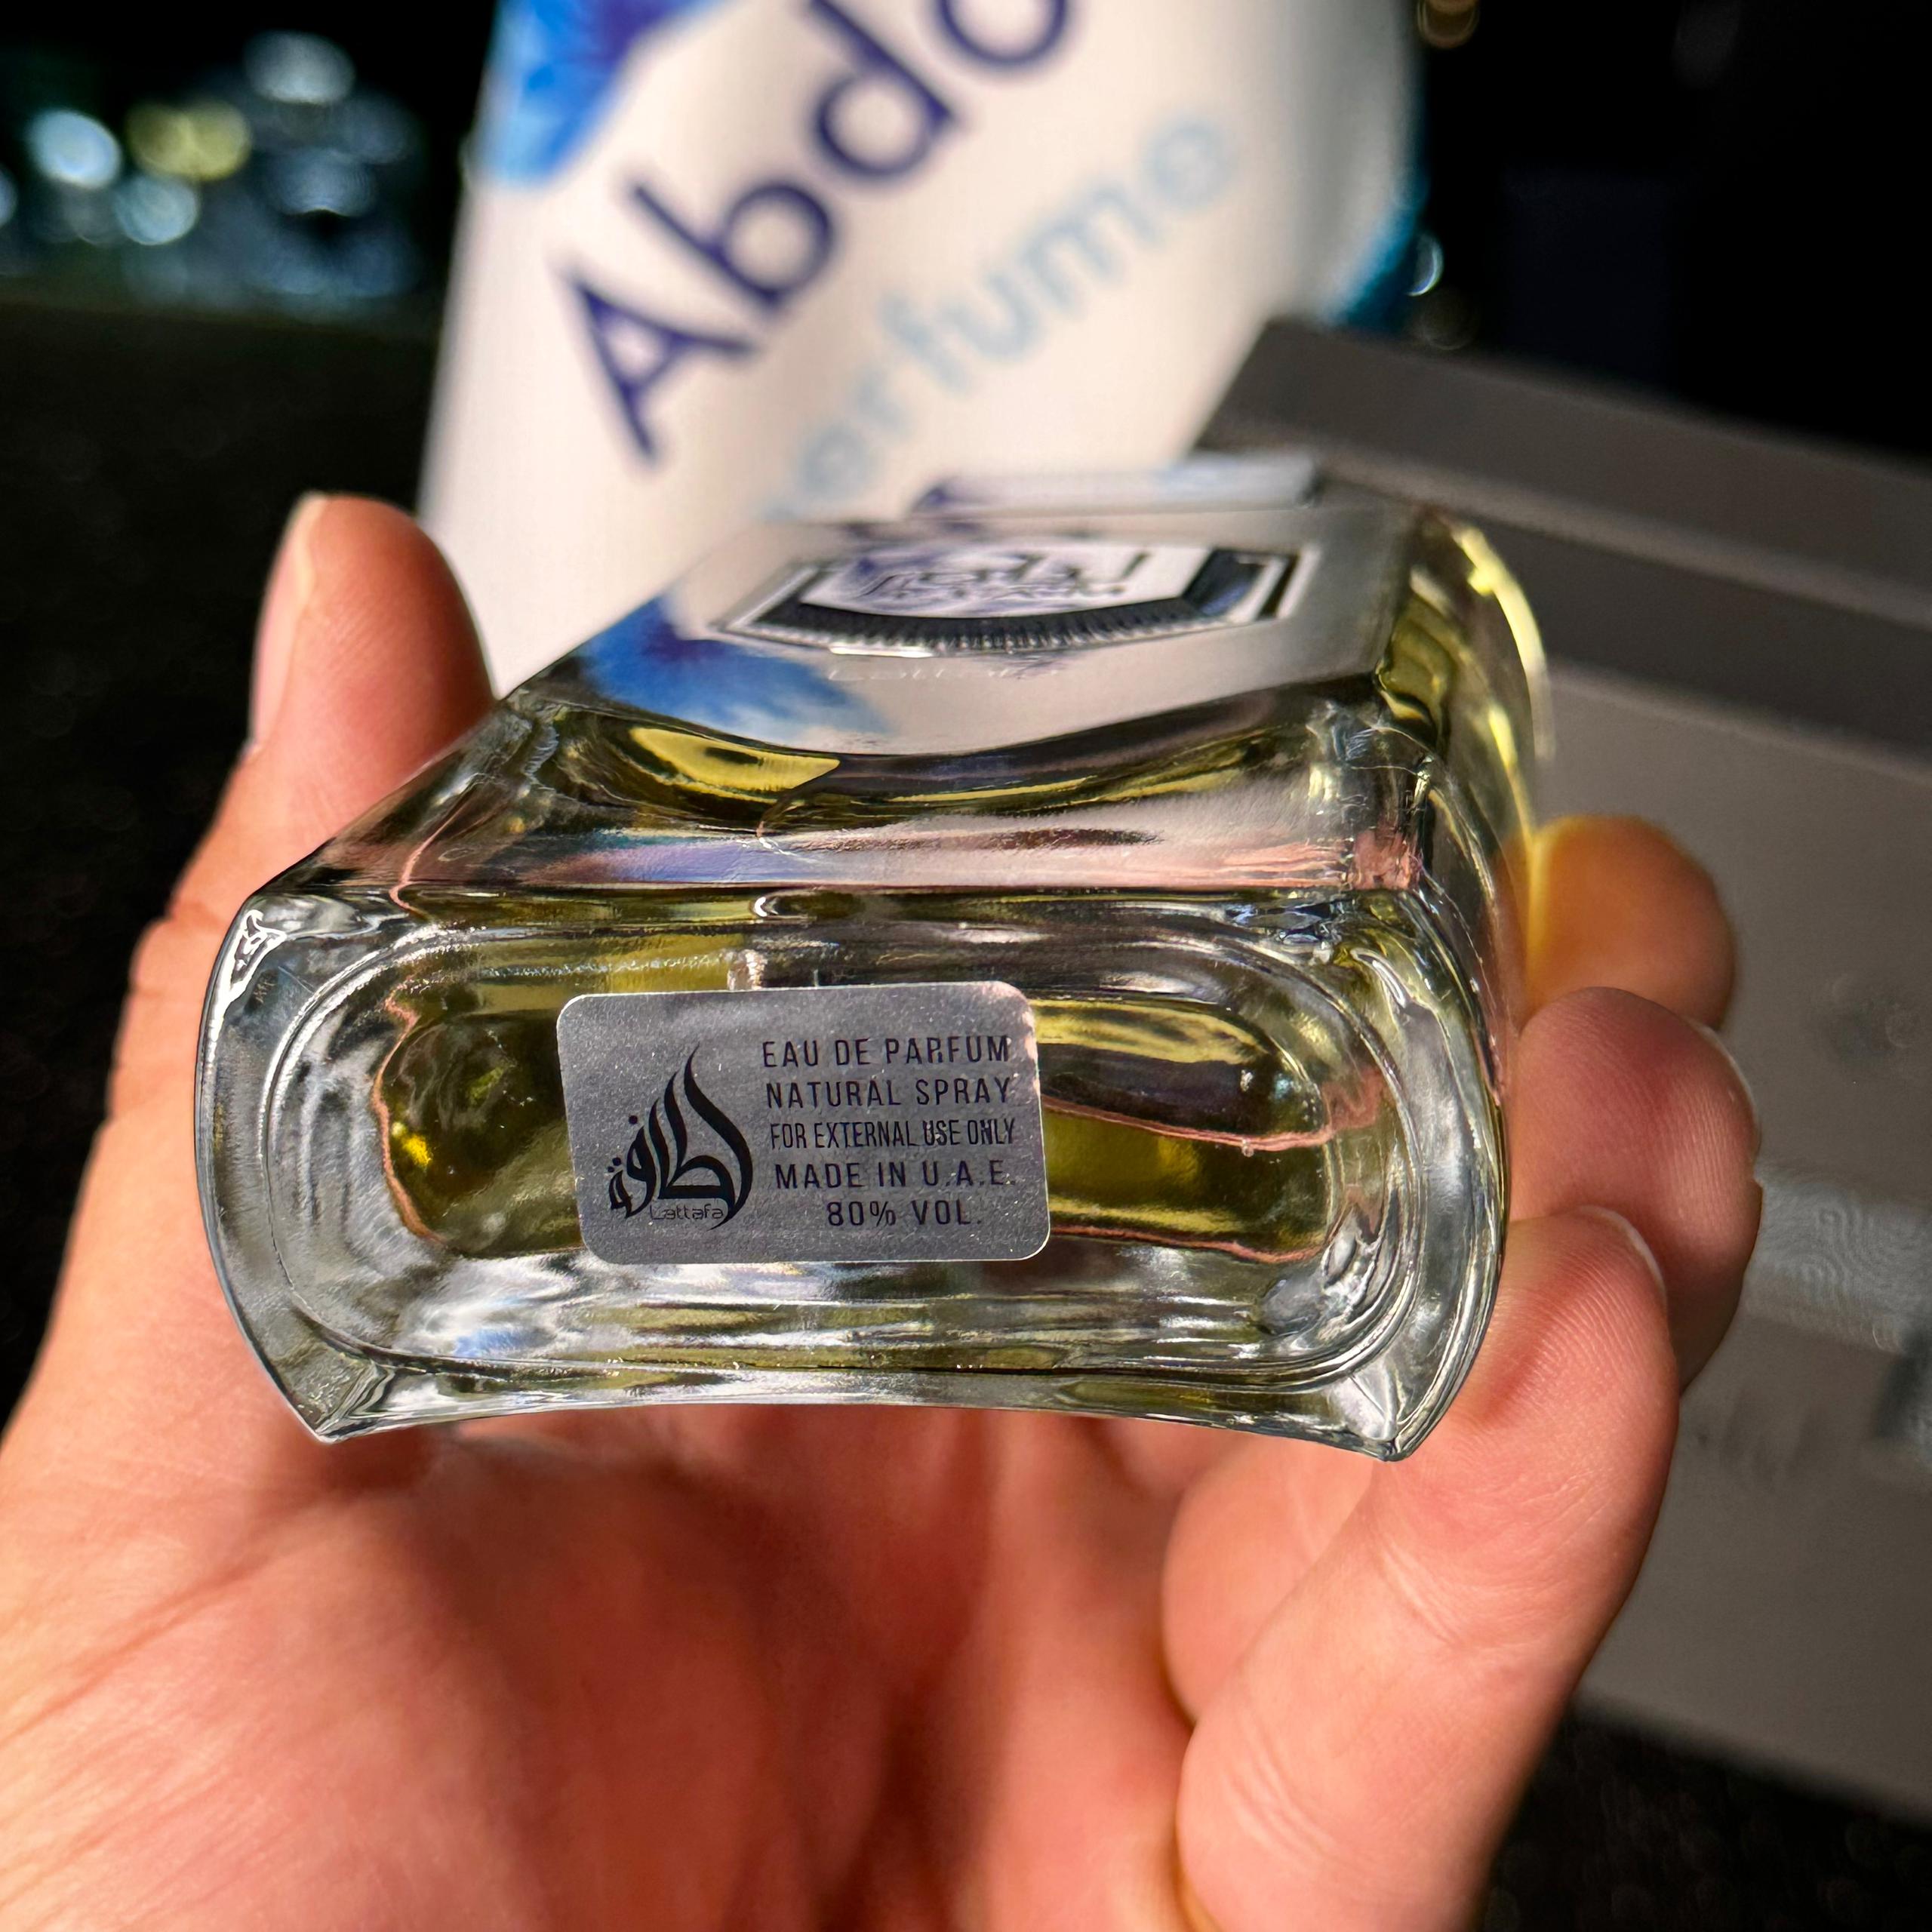 Abdo
erfume
EAU DE PARFUM
NATURAL SPRAY
FOR EXTERNAL USE ONLY
MADE IN U.A.E.
80% VOL.
لطافة
Lattafa